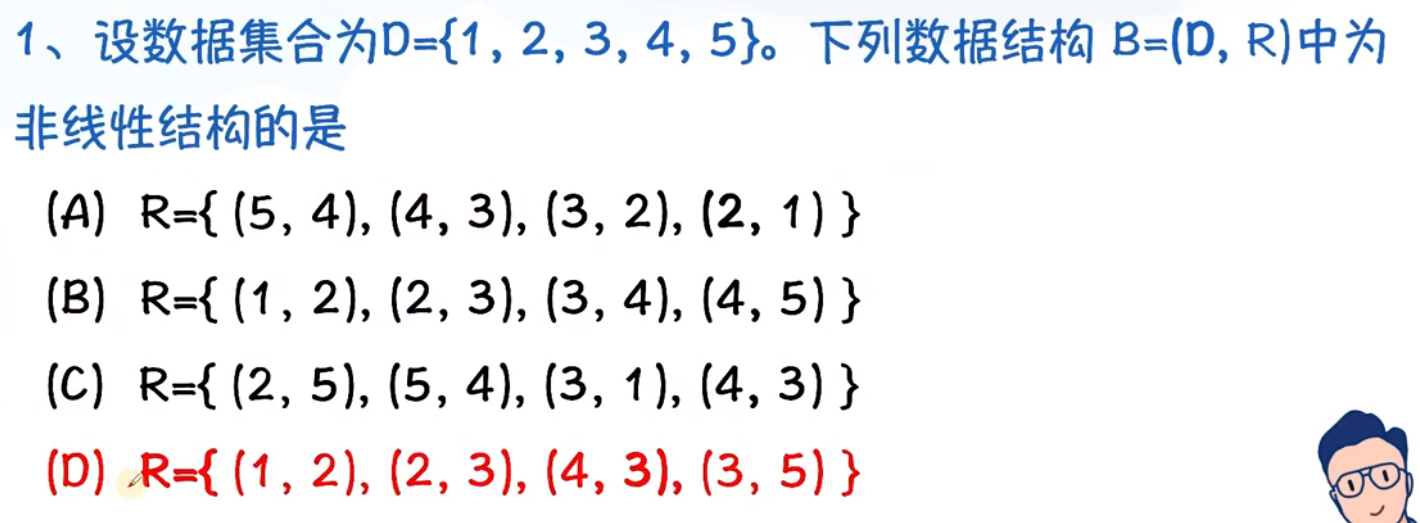 1、设数据集合为D={1, 2, 3, 4, 5}。下列数据结构 B=(D, R)中为
非线性结构的是
(A) R={ (5, 4), (4, 3), (3, 2), (2, 1) }
(B) R={ (1, 2), (2, 3), (3, 4), (4, 5) }
(C) R={ (2, 5), (5, 4), (3, 1), (4, 3) }
(D) R={ (1, 2), (2, 3), (4, 3), (3, 5) }